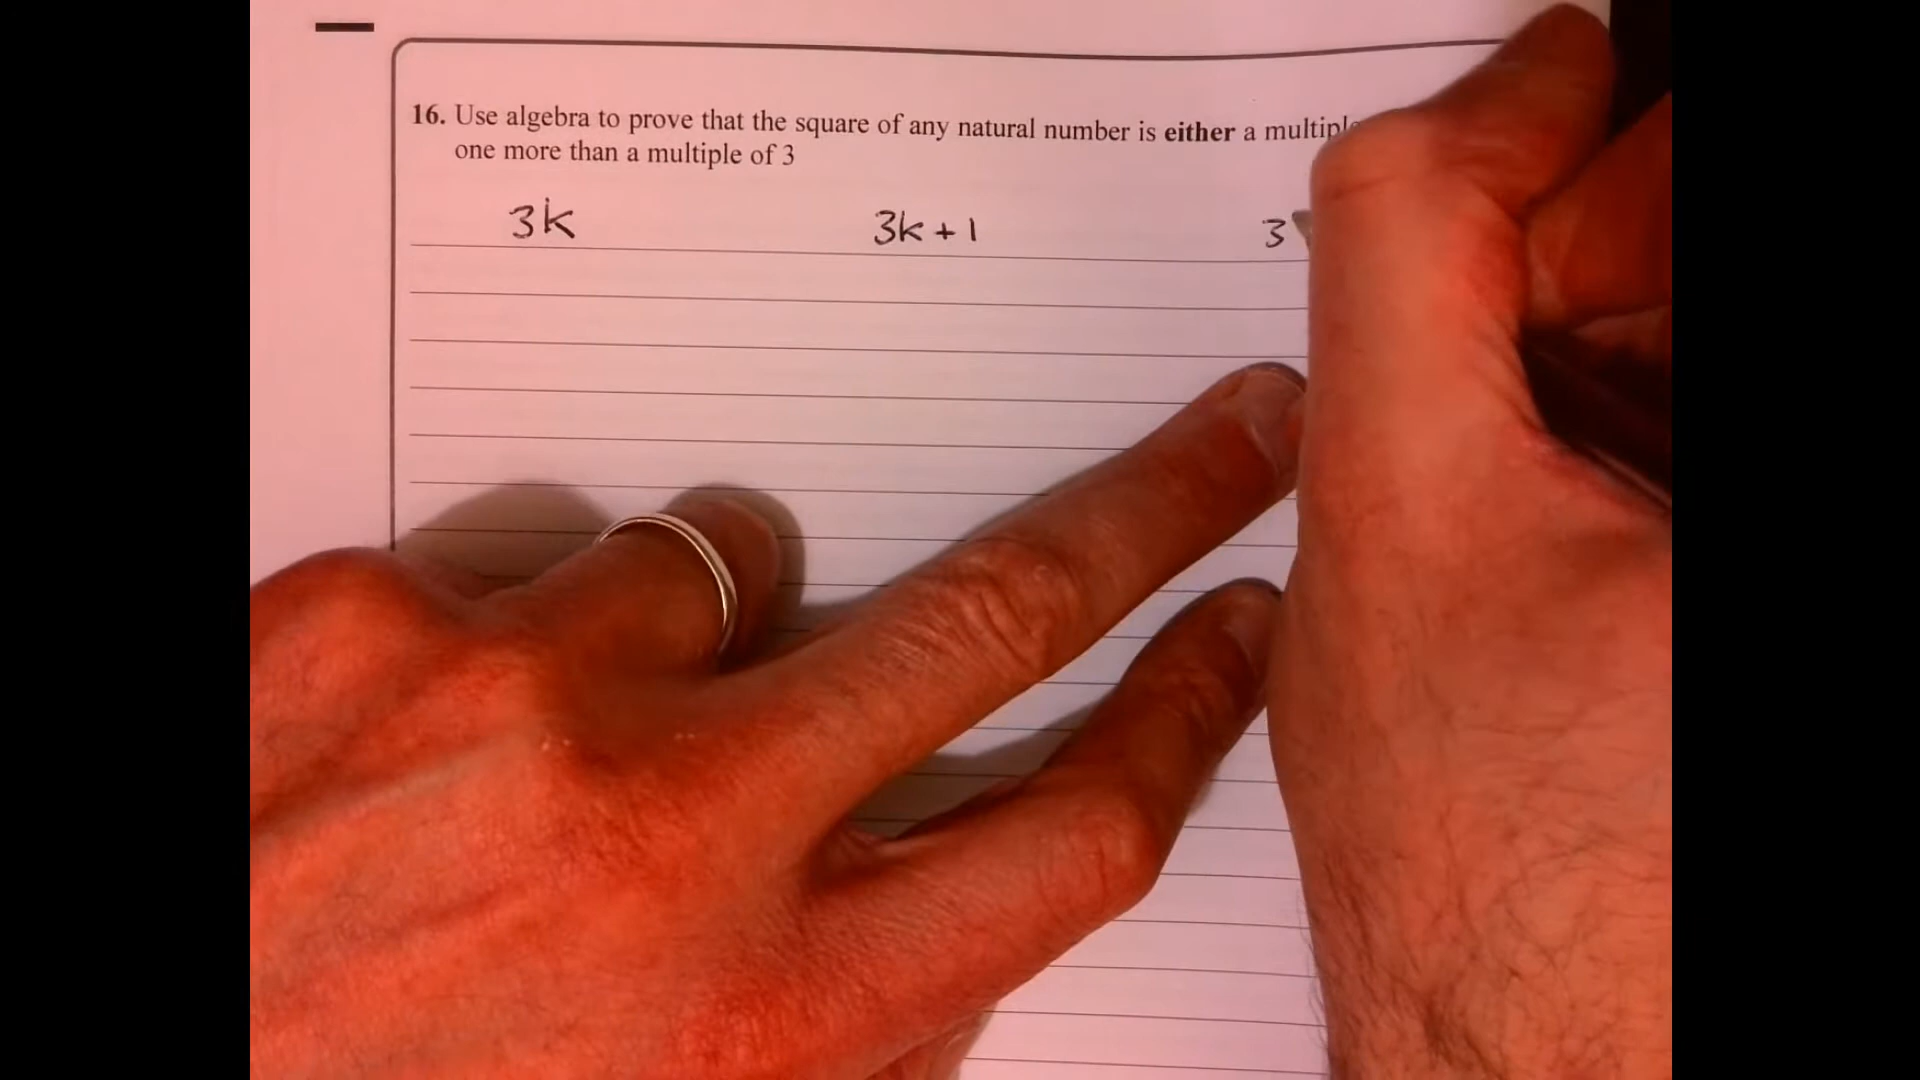 16. Use algebra to prove that the square of any natural number is either a
one more than a multiple of 3
3k 3k + 1 3